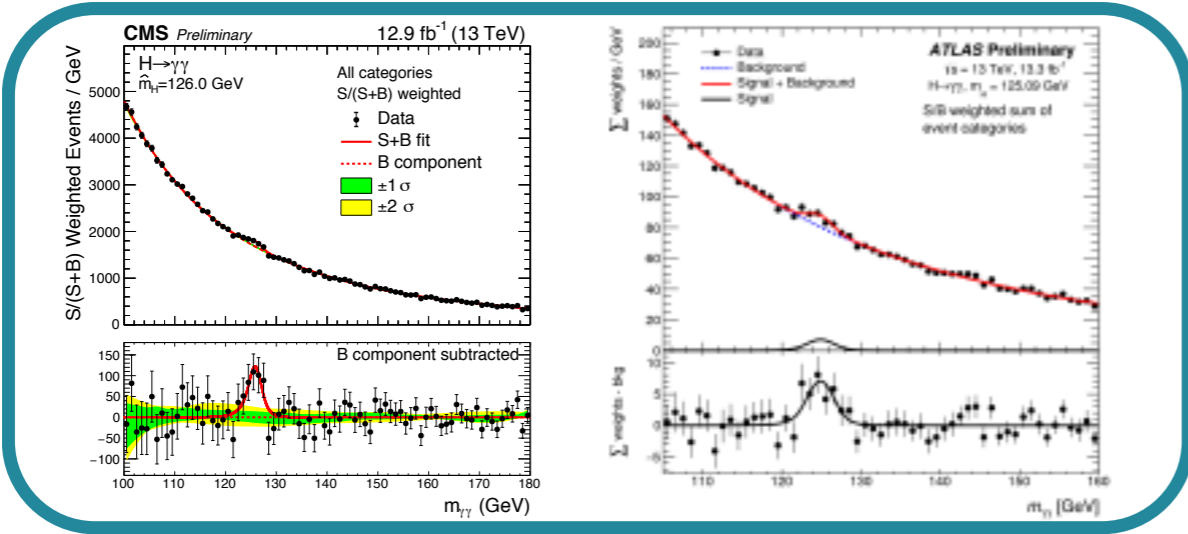 CMS Preliminary 12.9 fb⁻¹ (13 TeV)
H→γγ
m̂H=126.0 GeV
All categories
S/(S+B) weighted
Data
S+B fit
B component
±1 σ
±2 σ
S/(S+B) Weighted Events / GeV
5000
4000
3000
2000
1000
0
B component subtracted
150
100
50
0
−50
−100
100 110 120 130 140 150 160 170 180
mγγ (GeV)
ATLAS Preliminary
√s = 13 TeV, 13.3 fb⁻¹
H→γγ, mH = 125.09 GeV
S/B weighted sum of
event categories
Data
Background
Signal + Background
Signal
∑ weights / GeV
200
180
160
140
120
100
80
60
40
20
0
∑ weights - bkg
10
5
0
−5
110 120 130 140 150 160
mγγ [GeV]